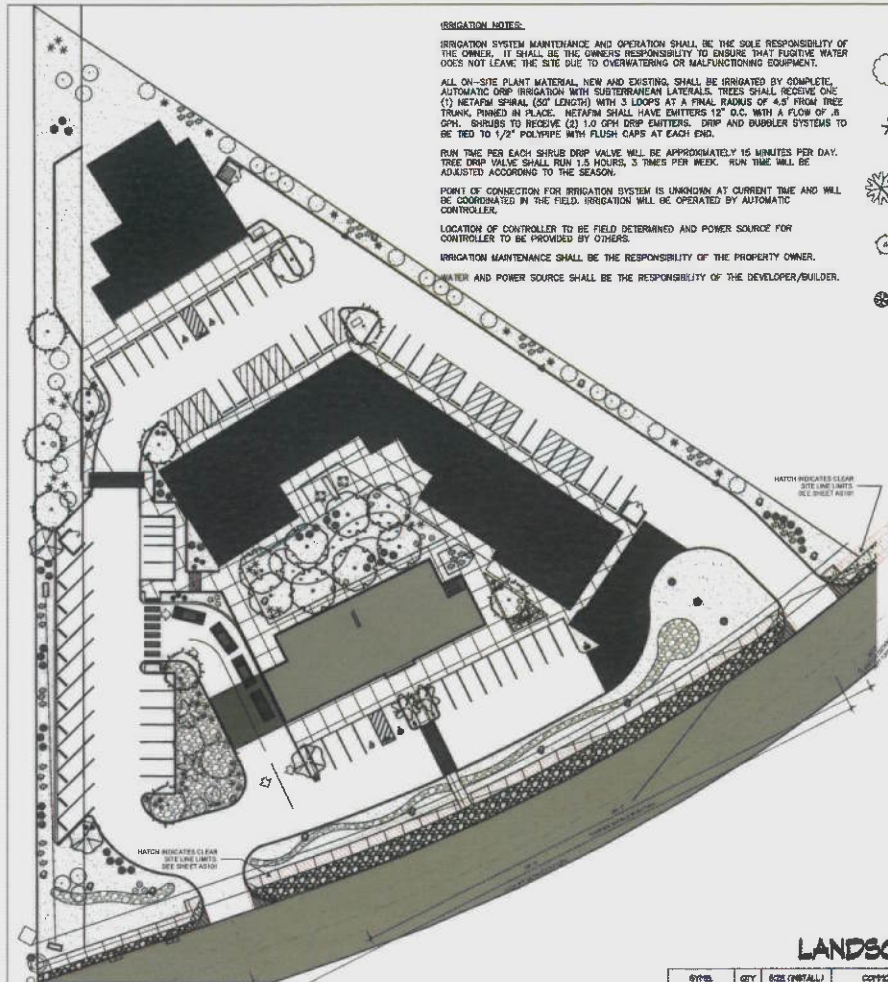 IRRIGATION NOTES:
IRRIGATION SYSTEM MAINTENANCE AND OPERATION SHALL BE THE SOLE RESPONSIBILITY OF
THE OWNER. IT SHALL BE THE OWNERS RESPONSIBILITY TO ENSURE THAT FUGITIVE WATER
DOES NOT LEAVE THE SITE DUE TO OVERWATERING OR MALFUNCTIONING EQUIPMENT.
ALL ON-SITE PLANT MATERIAL, NEW AND EXISTING, SHALL BE IRRIGATED BY COMPLETE,
AUTOMATIC DRIP IRRIGATION WITH SUBTERRANEAN LATERALS. TREES SHALL RECEIVE ONE
(1) NETAFIM SPIRAL (50' LENGTH) WITH 3 LOOPS AT A FINAL RADIUS OF 4.5' FROM TREE
TRUNK, PINNED IN PLACE. NETAFIM SHALL HAVE EMITTERS 12" O.C. WITH A FLOW OF .6
GPH. SHRUBS TO RECEIVE (2) 1.0 GPH DRIP EMITTERS. DRIP AND BUBBLER SYSTEMS TO
BE TIED TO 1/2" POLYPIPE WITH FLUSH CAPS AT EACH END.
RUN TIME PER EACH SHRUB DRIP VALVE WILL BE APPROXIMATELY 15 MINUTES PER DAY.
TREE DRIP VALVE SHALL RUN 1.5 HOURS, 3 TIMES PER WEEK. RUN TIME WILL BE
ADJUSTED ACCORDING TO THE SEASON.
POINT OF CONNECTION FOR IRRIGATION SYSTEM IS UNKNOWN AT CURRENT TIME AND WILL
BE COORDINATED IN THE FIELD. IRRIGATION WILL BE OPERATED BY AUTOMATIC
CONTROLLER.
LOCATION OF CONTROLLER TO BE FIELD DETERMINED AND POWER SOURCE FOR
CONTROLLER TO BE PROVIDED BY OTHERS.
IRRIGATION MAINTENANCE SHALL BE THE RESPONSIBILITY OF THE PROPERTY OWNER.
WATER AND POWER SOURCE SHALL BE THE RESPONSIBILITY OF THE DEVELOPER/BUILDER.
HATCH INDICATES CLEAR
SITE LINE LIMITS.
SEE SHEET AS101
HATCH INDICATES CLEAR
SITE LINE LIMITS.
SEE SHEET AS101
LANDSC
SYMBL QTY SIZE (INSTALL)